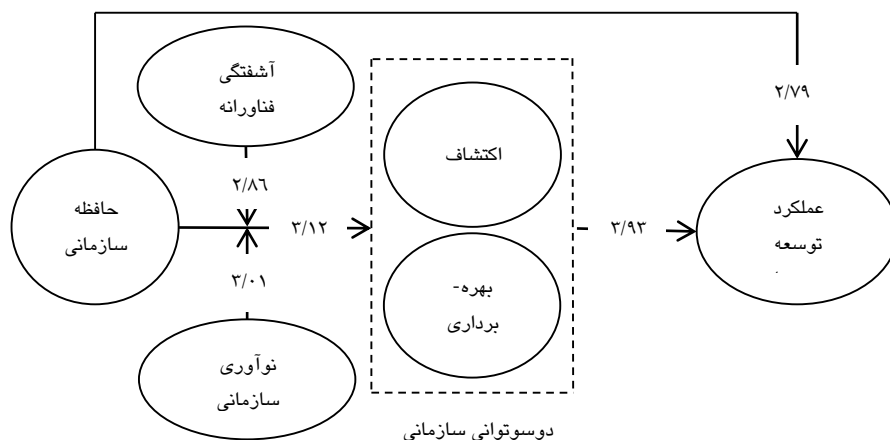 آشفتگی
فناورانه
۲/۷۹
اکتشاف
۲/۸۶
حافظه
سازمانی
۳/۱۲
۳/۹۳
عملکرد
توسعه
۳/۰۱
بهره-
برداری
نوآوری
سازمانی
دوسوتوانی سازمانی